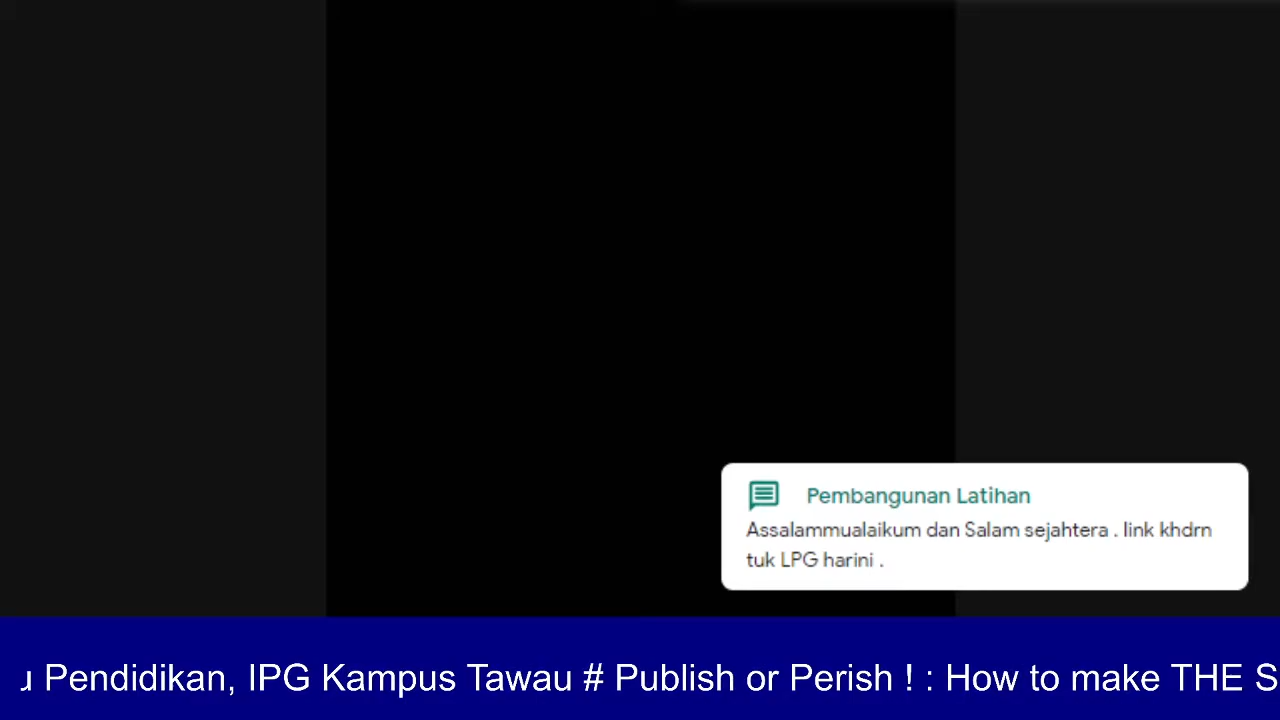 Pembangunan Latihan
Assalammualaikum dan Salam sejahtera . link khdrn
tuk LPG harini .
Pendidikan, IPG Kampus Tawau # Publish or Perish ! : How to make THE